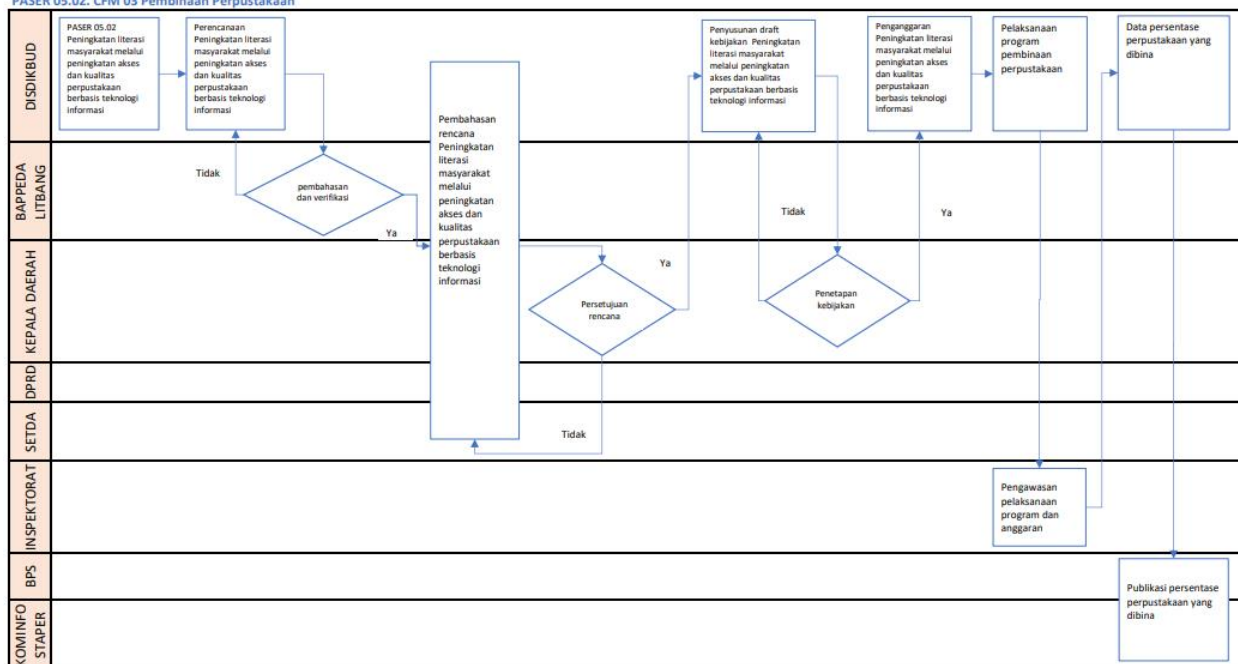 PASER 05.02. CFM 03 Pembinaan Perpustakaan
DISDIKBUD
PASER 05.02
Peningkatan literasi
masyarakat melalui
peningkatan akses
dan kualitas
perpustakaan
berbasis teknologi
informasi
Perencanaan
Peningkatan literasi
masyarakat melalui
peningkatan akses
dan kualitas
perpustakaan
berbasis teknologi
informasi
Penyusunan draft
kebijakan Peningkatan
literasi masyarakat
melalui peningkatan
akses dan kualitas
perpustakaan berbasis
teknologi informasi
Penganggaran
Peningkatan literasi
masyarakat melalui
peningkatan akses
dan kualitas
perpustakaan
berbasis teknologi
informasi
Pelaksanaan
program
pembinaan
perpustakaan
Data persentase
perpustakaan yang
dibina
BAPPEDA
LITBANG
Tidak
pembahasan
dan verifikasi
Ya
Pembahasan
rencana
Peningkatan
literasi
masyarakat
melalui
peningkatan
akses dan
kualitas
perpustakaan
berbasis
teknologi
informasi
Tidak
Ya
KEPALA DAERAH
Persetujuan
rencana
Ya
Penetapan
kebijakan
DPRD
SETDA
Tidak
INSPEKTORAT
Pengawasan
pelaksanaan
program dan
anggaran
BPS
Publikasi persentase
perpustakaan yang
dibina
KOMINFO
STAPER